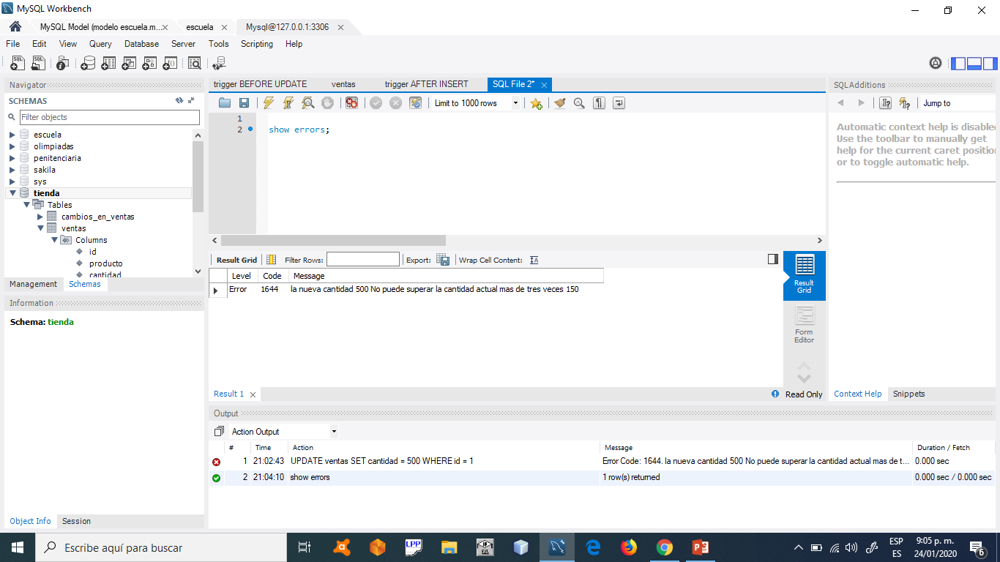 MySQL Workbench
MySQL Model (modelo escuela.m...
escuela
Mysql@127.0.0.1:3306
File Edit View Query Database Server Tools Scripting Help
Navigator
SCHEMAS
Filter objects
escuela
olimpiadas
penitenciaria
sakila
sys
tienda
Tables
cambios_en_ventas
ventas
Columns
id
producto
cantidad
Management Schemas
Information
Schema: tienda
Object Info Session
trigger BEFORE UPDATE ventas trigger AFTER INSERT SQL File 2*
Limit to 1000 rows
1
2 show errors;
Result Grid Filter Rows: Export: Wrap Cell Content:
Level Code Message
Error 1644 la nueva cantidad 500 No puede superar la cantidad actual mas de tres veces 150
Result Grid
Form Editor
Result 1
Read Only
Output
Action Output
# Time Action Message Duration / Fetch
1 21:02:43 UPDATE ventas SET cantidad = 500 WHERE id = 1 Error Code: 1644. la nueva cantidad 500 No puede superar la cantidad actual mas de t... 0.000 sec
2 21:04:10 show errors 1 row(s) returned 0.000 sec / 0.000 sec
SQLAdditions
Jump to
Automatic context help is disabled
Use the toolbar to manually get
help for the current caret position
or to toggle automatic help.
Context Help Snippets
Escribe aquí para buscar
LPP
SQL
ESP
ES
9:05 p. m.
24/01/2020
6